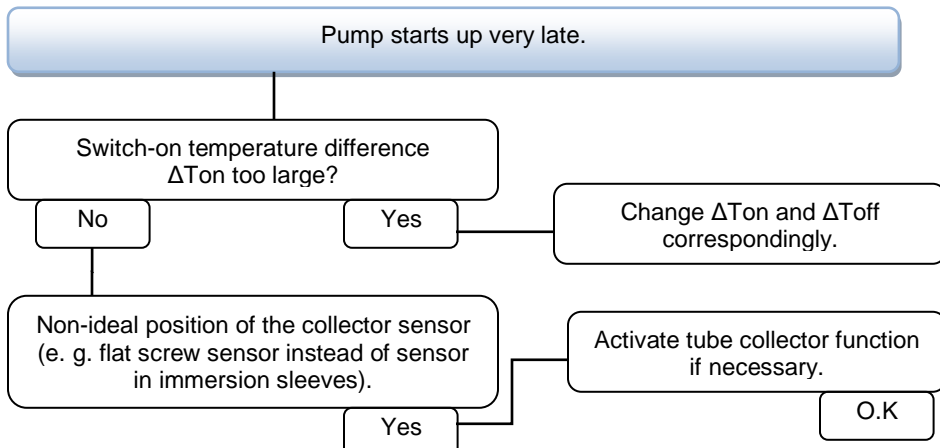 Pump starts up very late.
Switch-on temperature difference
ΔTon too large?
No
Yes
Change ΔTon and ΔToff
correspondingly.
Non-ideal position of the collector sensor
(e. g. flat screw sensor instead of sensor
in immersion sleeves).
Yes
Activate tube collector function
if necessary.
O.K